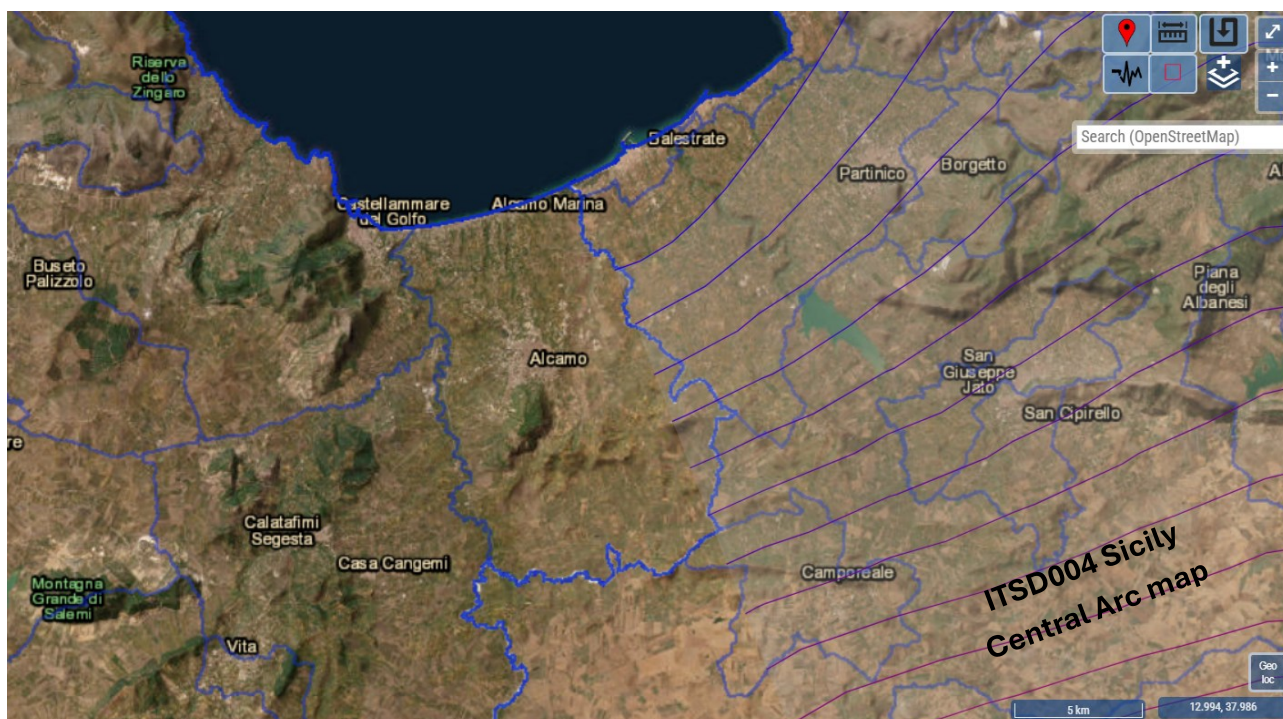 Riserva
dello
Zingaro
Search (OpenStreetMap)
Balestrate
Partinico
Borgetto
Castellammare
del Golfo
Alcamo Marina
Buseto
Palizzolo
Piana
degli
Albanesi
Alcamo
San
Giuseppe
Jato
San Cipirello
re
Calatafimi
Segesta
Casa Cangemi
Camporeale
ITSD004 Sicily
Central Arc map
Montagna
Grande di
Salemi
Vita
Geo
loc
5 km
12.994, 37.986